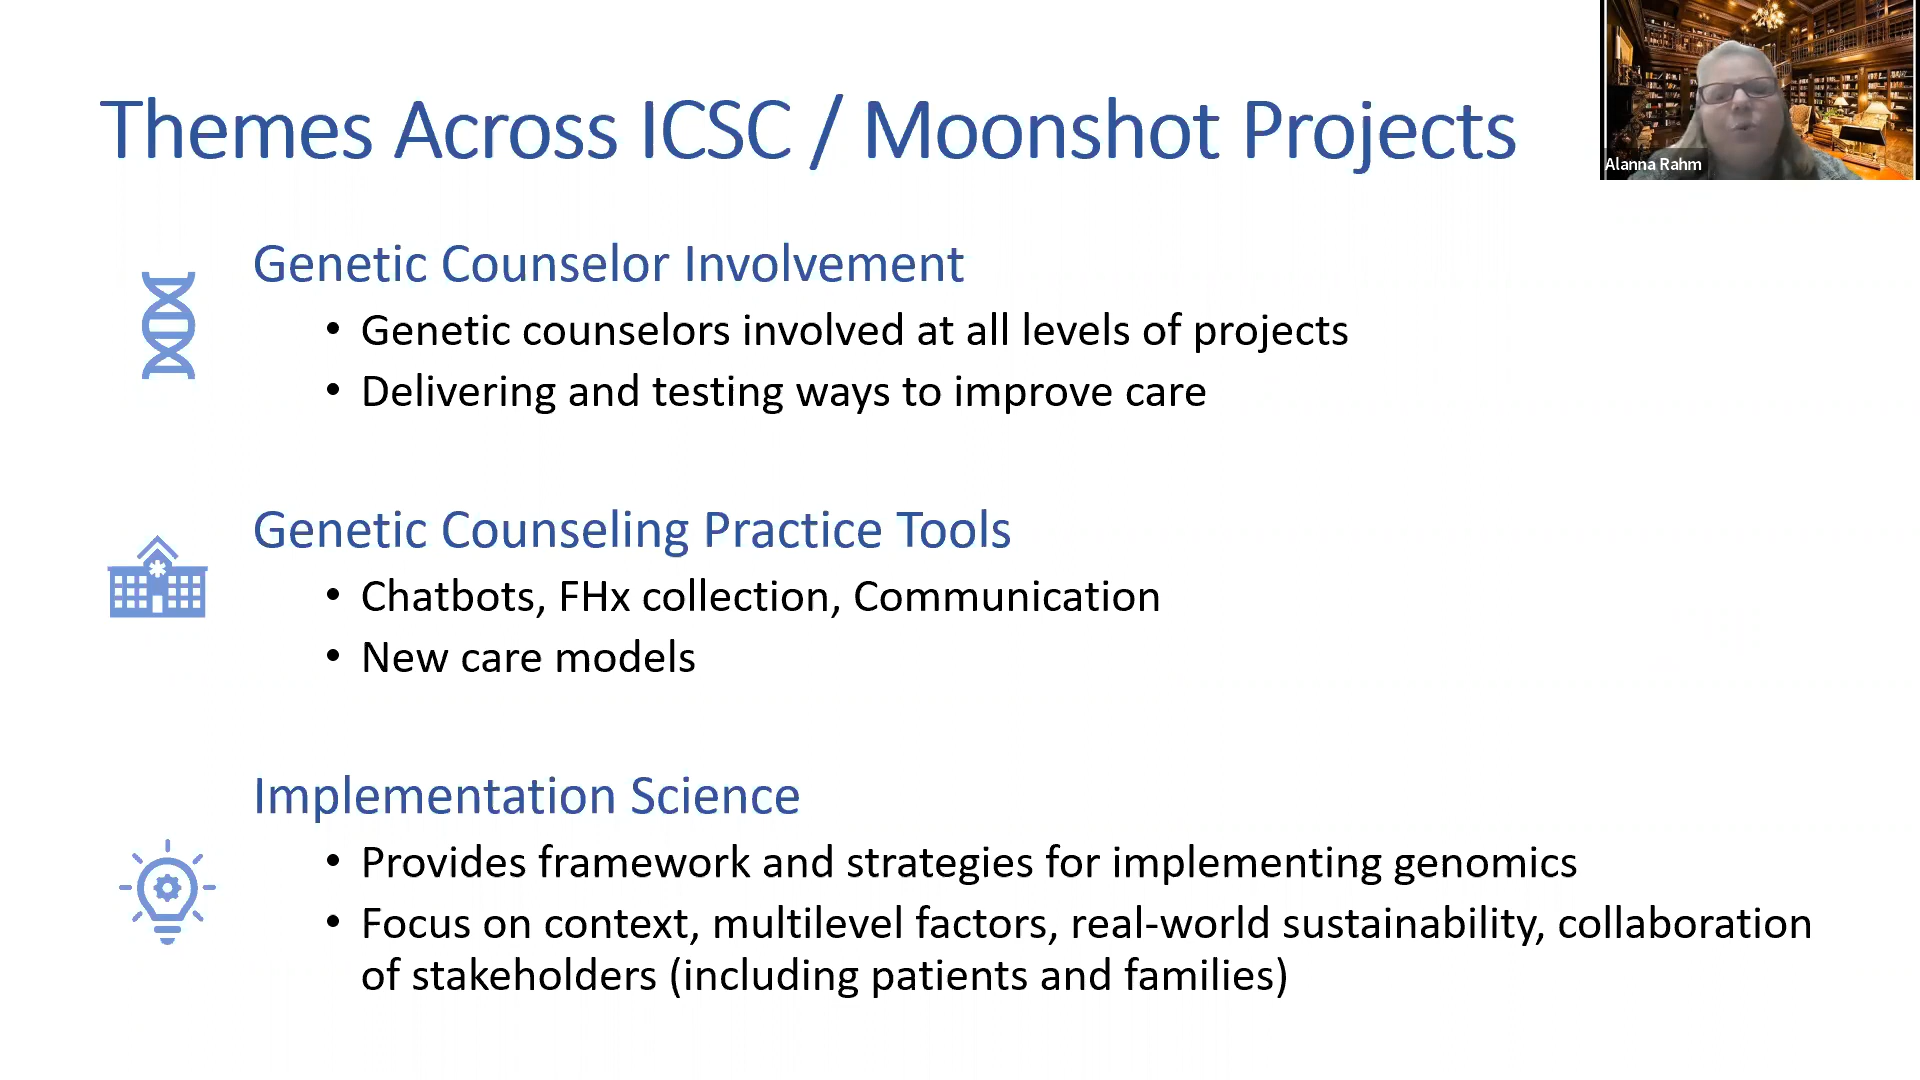 Themes Across ICSC / Moonshot Projects
Alanna Rahm
Genetic Counselor Involvement
• Genetic counselors involved at all levels of projects
• Delivering and testing ways to improve care
Genetic Counseling Practice Tools
• Chatbots, FHx collection, Communication
• New care models
Implementation Science
• Provides framework and strategies for implementing genomics
• Focus on context, multilevel factors, real-world sustainability, collaboration
of stakeholders (including patients and families)